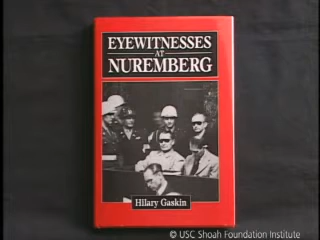 EYEWITNESSES
AT
NUREMBERG
Hilary Gaskin
© USC Shoah Foundation Institute